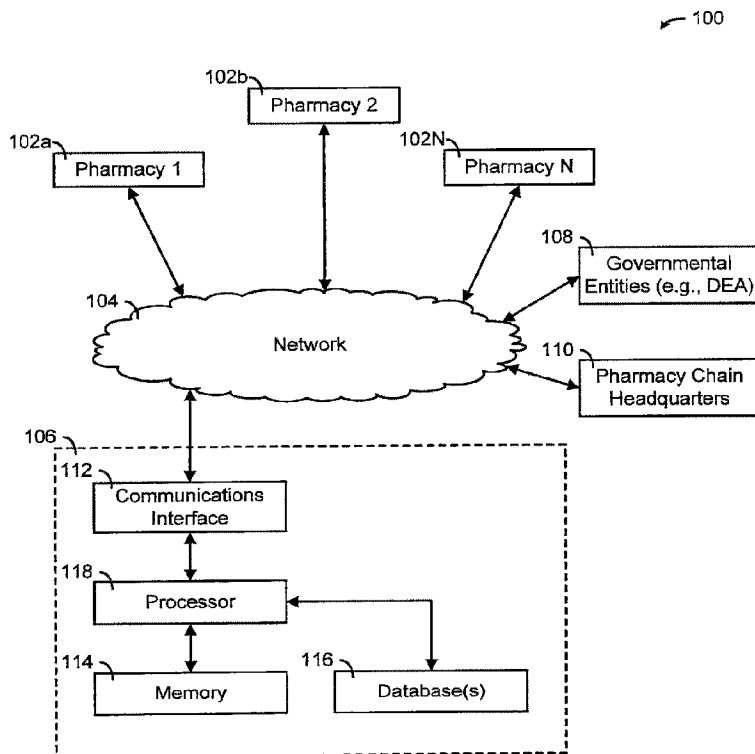 100
102b
Pharmacy 2
102a
Pharmacy 1
102N
Pharmacy N
108
Governmental
Entities (e.g., DEA)
104
Network
110
Pharmacy Chain
Headquarters
106
112
Communications
Interface
118
Processor
114
Memory
116
Database(s)